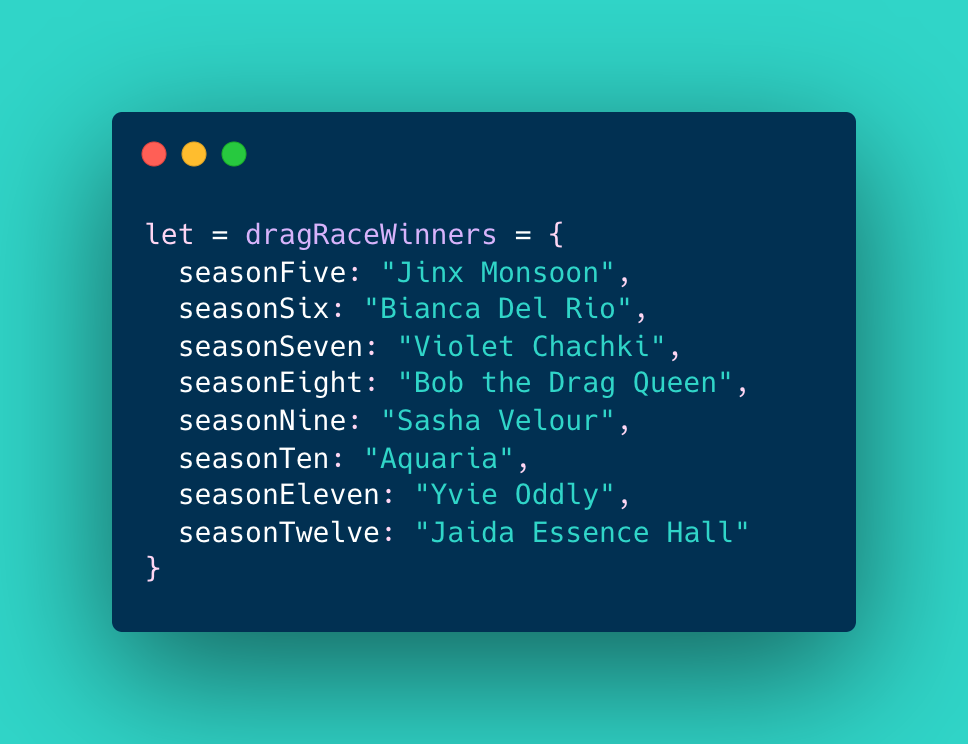 let = dragRaceWinners = {
  seasonFive: "Jinx Monsoon",
  seasonSix: "Bianca Del Rio",
  seasonSeven: "Violet Chachki",
  seasonEight: "Bob the Drag Queen",
  seasonNine: "Sasha Velour",
  seasonTen: "Aquaria",
  seasonEleven: "Yvie Oddly",
  seasonTwelve: "Jaida Essence Hall"
}